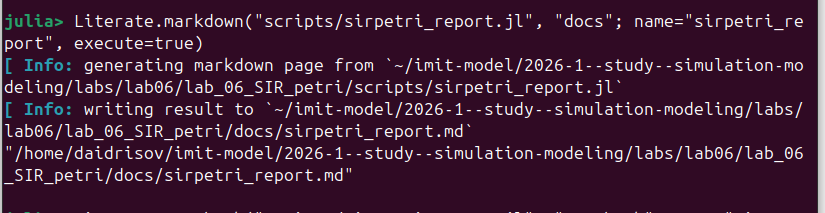 julia> Literate.markdown("scripts/sirpetri_report.jl", "docs"; name="sirpetri_re
port", execute=true)
[ Info: generating markdown page from `~/imit-model/2026-1--study--simulation-mo
deling/labs/lab06/lab_06_SIR_petri/scripts/sirpetri_report.jl`
[ Info: writing result to `~/imit-model/2026-1--study--simulation-modeling/labs/
lab06/lab_06_SIR_petri/docs/sirpetri_report.md`
"/home/daidrisov/imit-model/2026-1--study--simulation-modeling/labs/lab06/lab_06
_SIR_petri/docs/sirpetri_report.md"